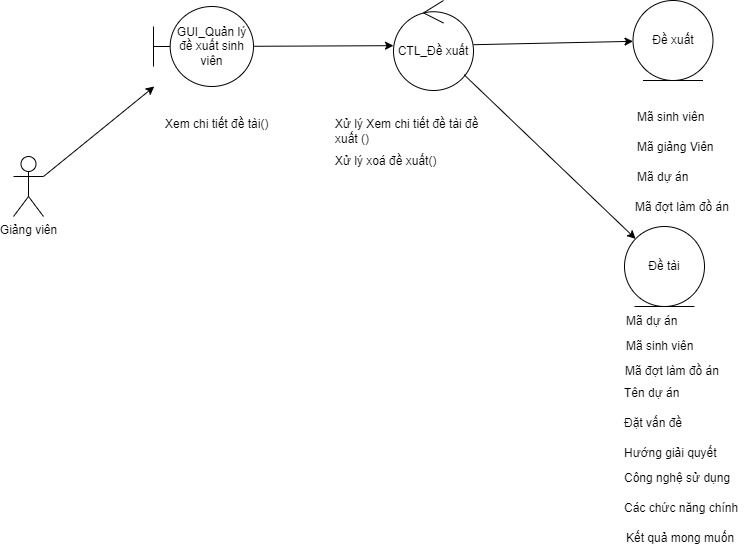 GUI_Quản lý
đề xuất sinh
viên
CTL_Đề xuất
Đề xuất
Xem chi tiết đề tài()
Xử lý Xem chi tiết đề tài đề
xuất ()
Xử lý xoá đề xuất()
Mã sinh viên
Mã giảng Viên
Mã dự án
Mã đợt làm đồ án
Giảng viên
Đề tài
Mã dự án
Mã sinh viên
Mã đợt làm đồ án
Tên dự án
Đặt vấn đề
Hướng giải quyết
Công nghệ sử dụng
Các chức năng chính
Kết quả mong muốn